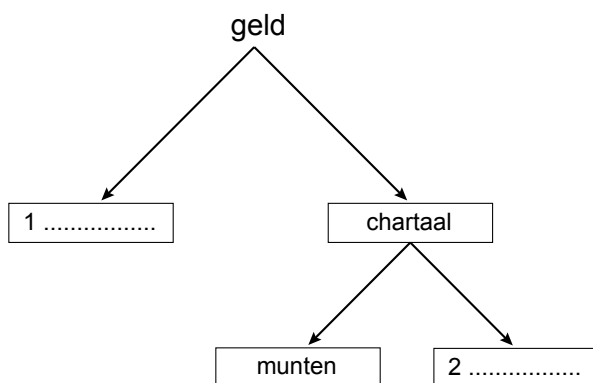 geld
1 .................
chartaal
munten
2 .................